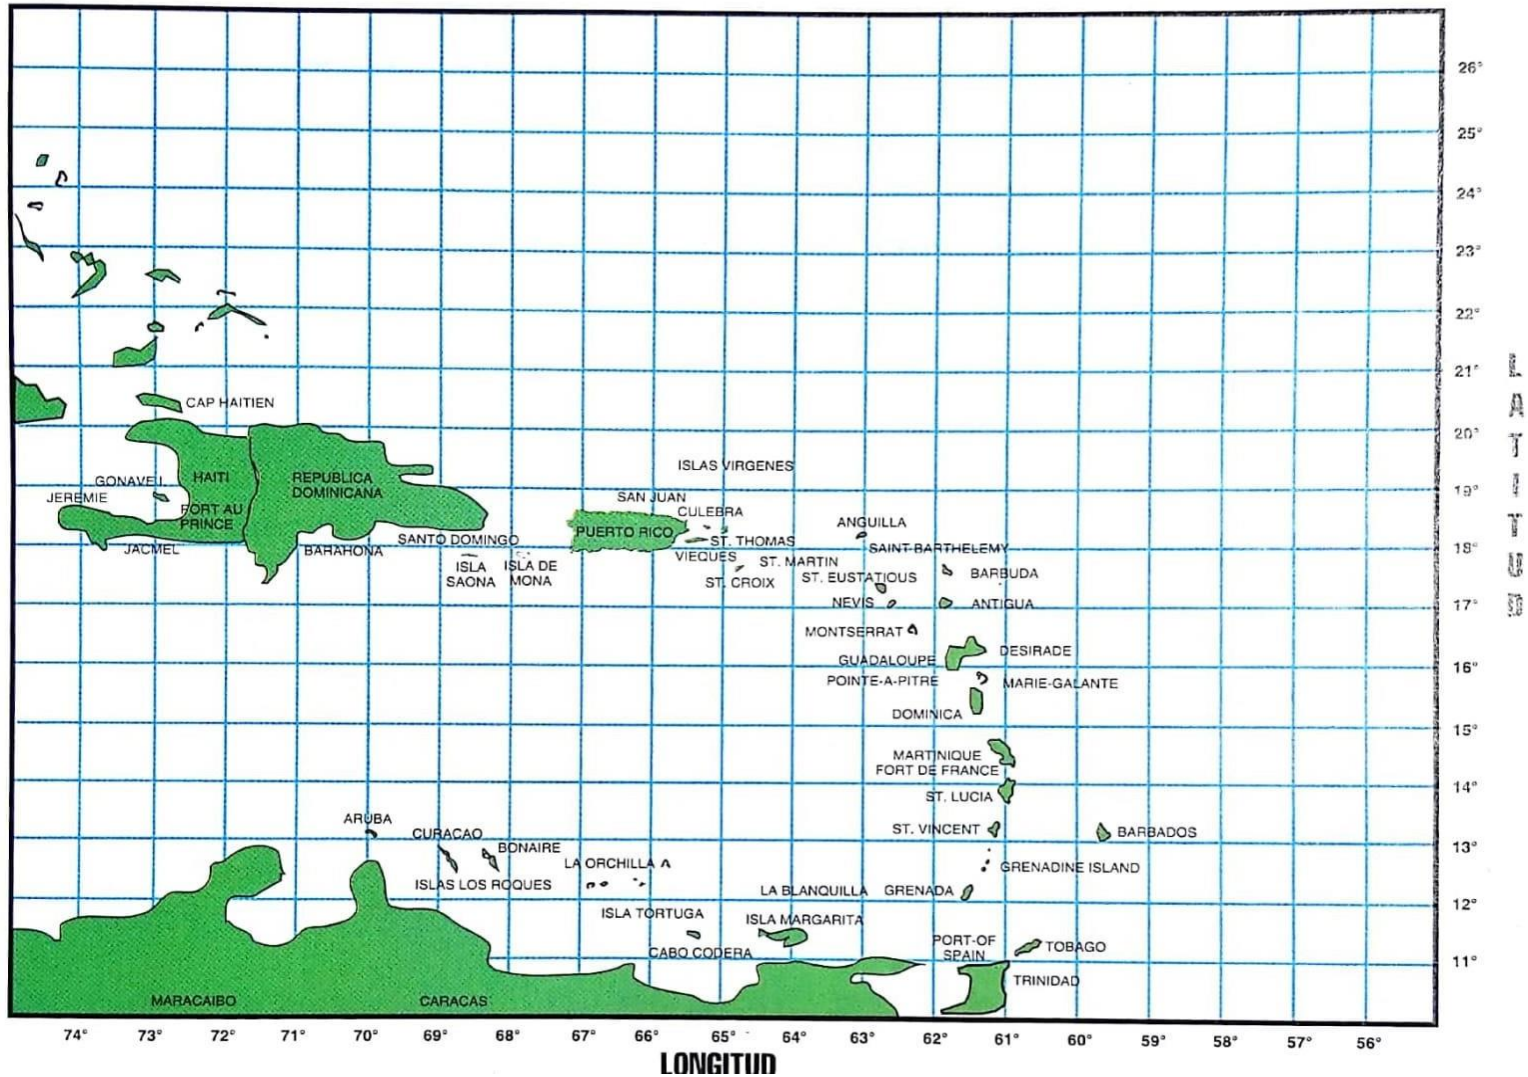 26°
25°
24°
23°
22°
21°
CAP HAITIEN
20°
ISLAS VIRGENES
HAITI
REPUBLICA
DOMINICANA
GONAVE I.
19°
JEREMIE
SAN JUAN
PORT AU
PRINCE
CULEBRA
ANGUILLA
PUERTO RICO
SANTO DOMINGO
ST. THOMAS
JACMEL
BARAHONA
SAINT-BARTHELEMY
18°
VIEQUES
ST. MARTIN
ISLA
SAONA
ISLA DE
MONA
BARBUDA
ST. EUSTATIOUS
ST. CROIX
NEVIS
ANTIGUA
17°
MONTSERRAT
DESIRADE
GUADALOUPE
16°
POINTE-A-PITRE
MARIE-GALANTE
DOMINICA
15°
MARTINIQUE
FORT DE FRANCE
14°
ST. LUCIA
ARUBA
CURACAO
ST. VINCENT
BARBADOS
BONAIRE
13°
LA ORCHILLA
GRENADINE ISLAND
ISLAS LOS ROQUES
LA BLANQUILLA
GRENADA
12°
ISLA TORTUGA
ISLA MARGARITA
PORT-OF
SPAIN
TOBAGO
CABO CODERA
11°
TRINIDAD
MARACAIBO
CARACAS
74° 73° 72° 71° 70° 69° 68° 67° 66° 65° 64° 63° 62° 61° 60° 59° 58° 57° 56°
LONGITUD
LATITUD